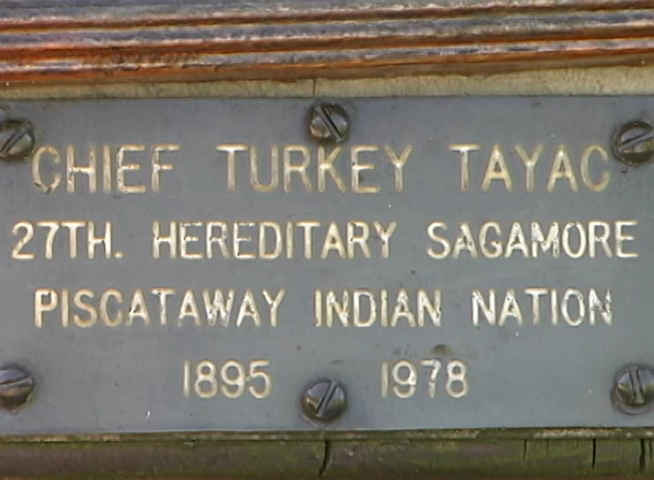 CHIEF TURKEY TAYAC
27TH. HEREDITARY SAGAMORE
PISCATAWAY INDIAN NATION
1895 1978